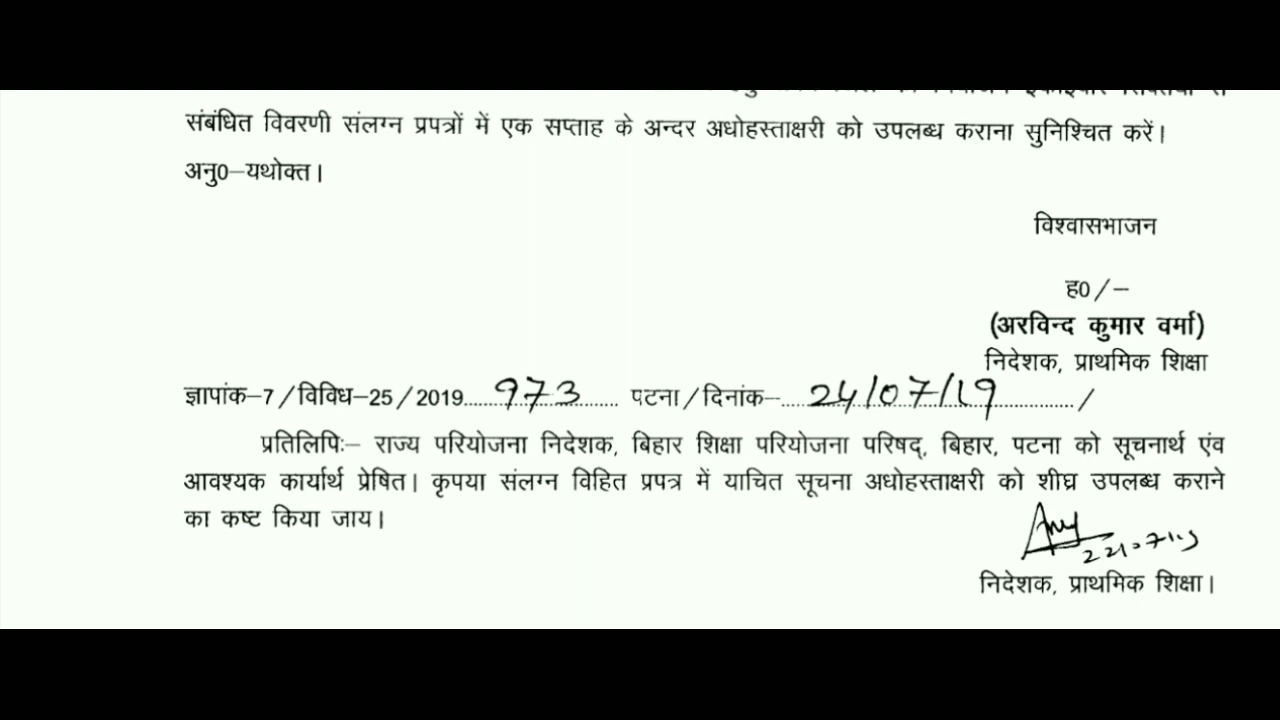 संबंधित विवरणी संलग्न प्रपत्रों में एक सप्ताह के अन्दर अधोहस्ताक्षरी को उपलब्ध कराना सुनिश्चित करें।
अनु0–यथोक्त।
विश्वासभाजन
ह0/–
(अरविन्द कुमार वर्मा)
निदेशक, प्राथमिक शिक्षा
ज्ञापांक–7/विविध–25/2019.....973....... पटना/दिनांक–....24/07/19............/
प्रतिलिपिः– राज्य परियोजना निदेशक, बिहार शिक्षा परियोजना परिषद्, बिहार, पटना को सूचनार्थ एंव
आवश्यक कार्यार्थ प्रेषित। कृपया संलग्न विहित प्रपत्र में याचित सूचना अधोहस्ताक्षरी को शीघ्र उपलब्ध कराने
का कष्ट किया जाय।
निदेशक, प्राथमिक शिक्षा।